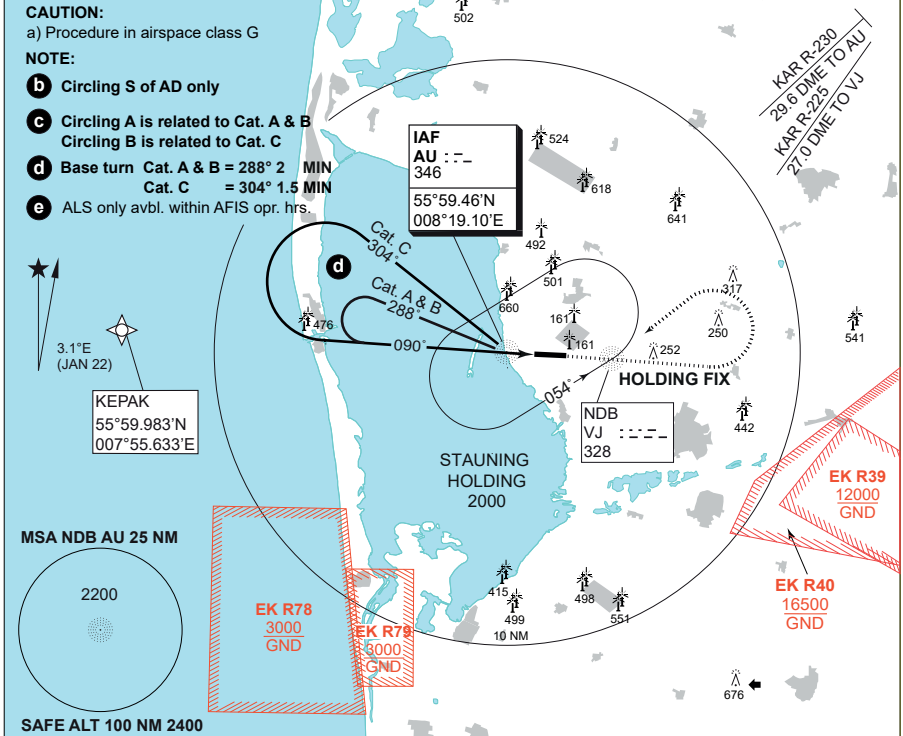 CAUTION:
a) Procedure in airspace class G
NOTE:
b Circling S of AD only
c Circling A is related to Cat. A & B
Circling B is related to Cat. C
d Base turn Cat. A & B = 288° 2 MIN
Cat. C = 304° 1.5 MIN
e ALS only avbl. within AFIS opr. hrs.
502
KAR R-230
29.6 DME TO AU
KAR R-225
27.0 DME TO VJ
IAF
AU
346
55°59.46'N
008°19.10'E
524
618
641
492
501
660
317
161
161
250
252
541
442
Cat. C
304°
d
Cat. A & B
288°
476
090°
054°
HOLDING FIX
3.1°E
(JAN 22)
KEPAK
55°59.983'N
007°55.633'E
NDB
VJ
328
STAUNING
HOLDING
2000
EK R39
12000
GND
EK R40
16500
GND
MSA NDB AU 25 NM
2200
SAFE ALT 100 NM 2400
EK R78
3000
GND
EK R79
3000
GND
415
499
498
551
10 NM
676